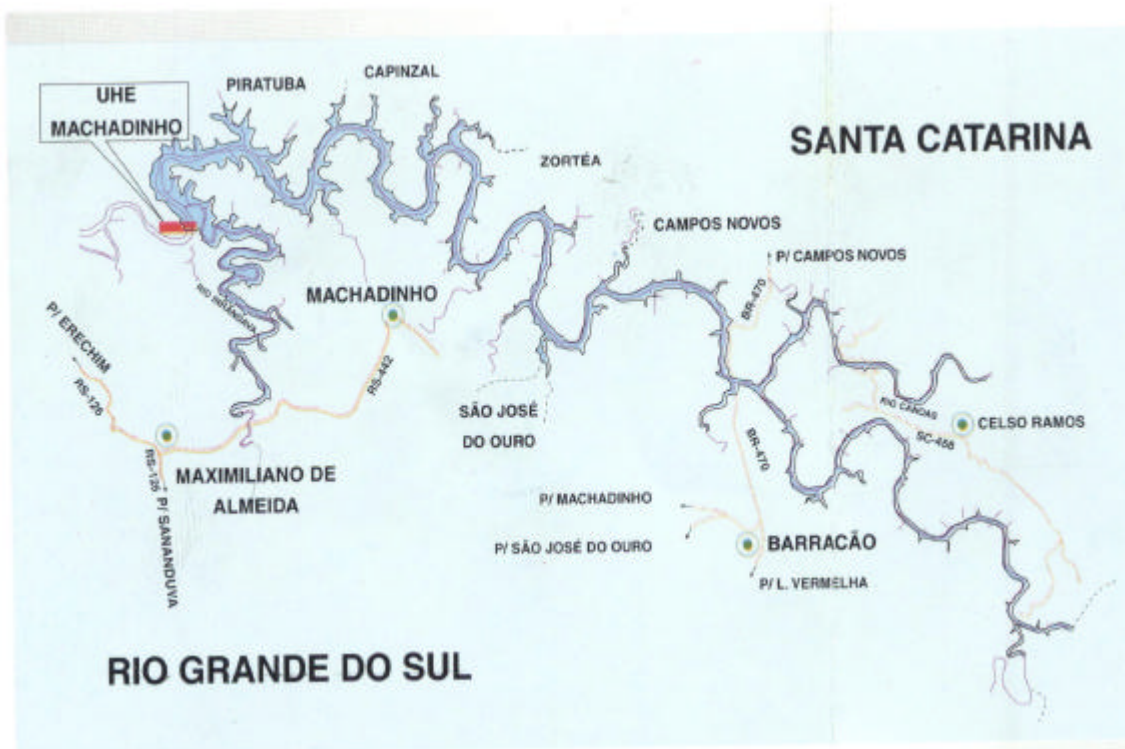 UHE
MACHADINHO
PIRATUBA
CAPINZAL
SANTA CATARINA
ZORTÉA
CAMPOS NOVOS
P/ CAMPOS NOVOS
BR-470
MACHADINHO
P/ ERECHIM
RS-126
RS-442
SÃO JOSÉ
DO OURO
RIO CANOAS
SC-458
CELSO RAMOS
BR-470
MAXIMILIANO DE
ALMEIDA
RS-126
P/ SANANDUVA
P/ MACHADINHO
P/ SÃO JOSÉ DO OURO
BARRACÃO
P/ L. VERMELHA
RIO GRANDE DO SUL